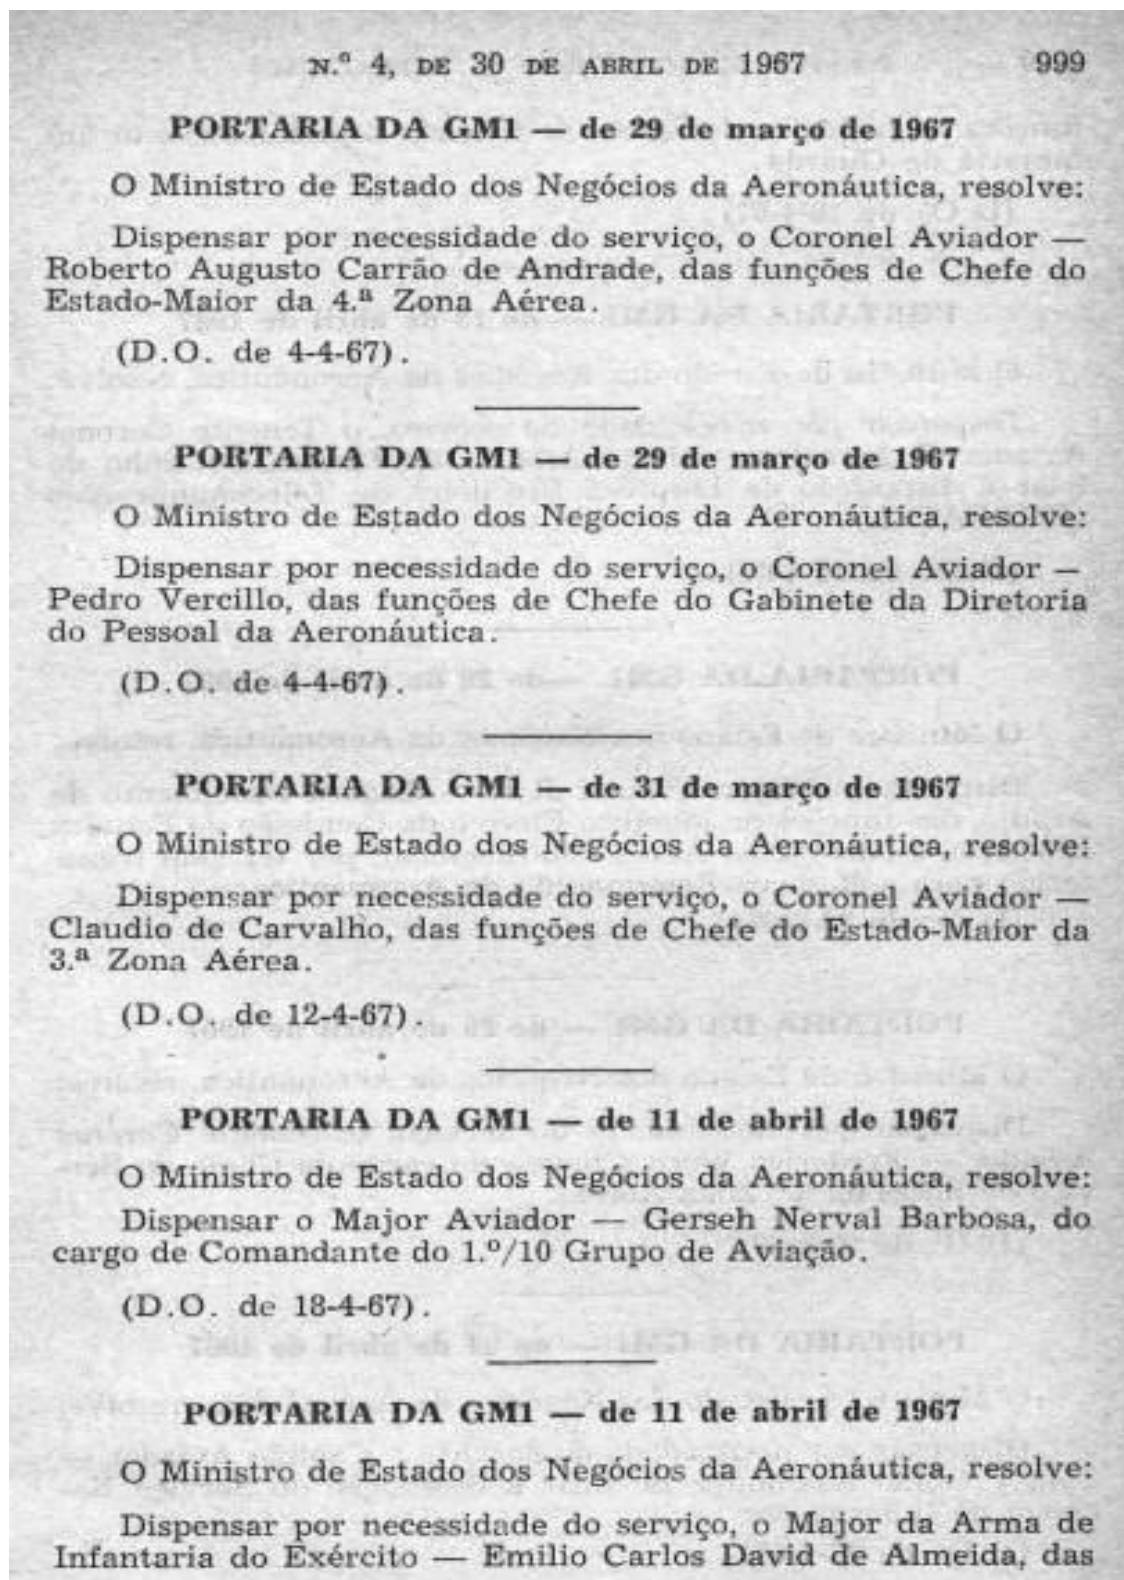 N.º 4, DE 30 DE ABRIL DE 1967 999
PORTARIA DA GM1 — de 29 de março de 1967
O Ministro de Estado dos Negócios da Aeronáutica, resolve:
Dispensar por necessidade do serviço, o Coronel Aviador —
Roberto Augusto Carrão de Andrade, das funções de Chefe do
Estado-Maior da 4.ª Zona Aérea.
(D.O. de 4-4-67).
PORTARIA DA GM1 — de 29 de março de 1967
O Ministro de Estado dos Negócios da Aeronáutica, resolve:
Dispensar por necessidade do serviço, o Coronel Aviador —
Pedro Vercillo, das funções de Chefe do Gabinete da Diretoria
do Pessoal da Aeronáutica.
(D.O. de 4-4-67).
PORTARIA DA GM1 — de 31 de março de 1967
O Ministro de Estado dos Negócios da Aeronáutica, resolve:
Dispensar por necessidade do serviço, o Coronel Aviador —
Claudio de Carvalho, das funções de Chefe do Estado-Maior da
3.ª Zona Aérea.
(D.O. de 12-4-67).
PORTARIA DA GM1 — de 11 de abril de 1967
O Ministro de Estado dos Negócios da Aeronáutica, resolve:
Dispensar o Major Aviador — Gerseh Nerval Barbosa, do
cargo de Comandante do 1.º/10 Grupo de Aviação.
(D.O. de 18-4-67).
PORTARIA DA GM1 — de 11 de abril de 1967
O Ministro de Estado dos Negócios da Aeronáutica, resolve:
Dispensar por necessidade do serviço, o Major da Arma de
Infantaria do Exército — Emilio Carlos David de Almeida, das